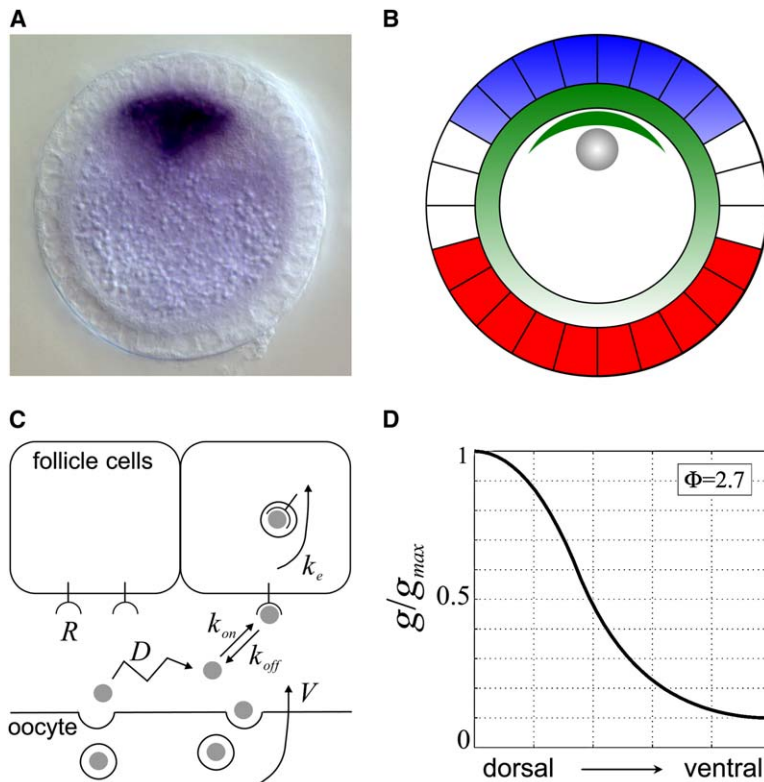 A
B
C
follicle cells
k_e
R
k_on
D
k_off
V
oocyte
D
1
Φ=2.7
g/g_max
0.5
0
dorsal
ventral